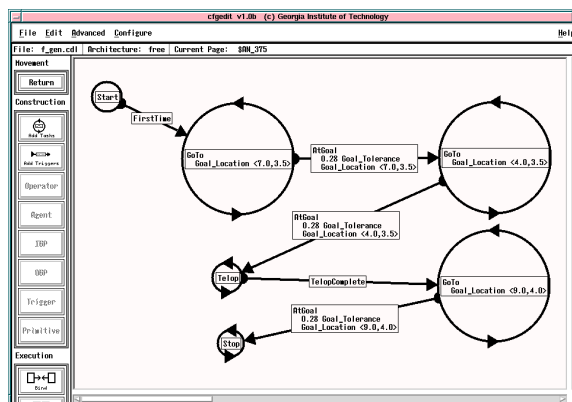 cfgedit v1.0b (c) Georgia Institute of Technology
File Edit Advanced Configure Help
File: f_gen.cdl Architecture: free Current Page: $AN_375
Movement
Return
Construction
Add Tasks
Add Triggers
Operator
Agent
IBP
OBP
Trigger
Primitive
Execution
Bind
Start
FirstTime
GoTo
Goal_Location <7.0,3.5>
AtGoal
0.28 Goal_Tolerance
Goal_Location <7.0,3.5>
GoTo
Goal_Location <4.0,3.5>
AtGoal
0.28 Goal_Tolerance
Goal_Location <4.0,3.5>
Telop
TelopComplete
GoTo
Goal_Location <9.0,4.0>
AtGoal
0.28 Goal_Tolerance
Goal_Location <9.0,4.0>
Stop